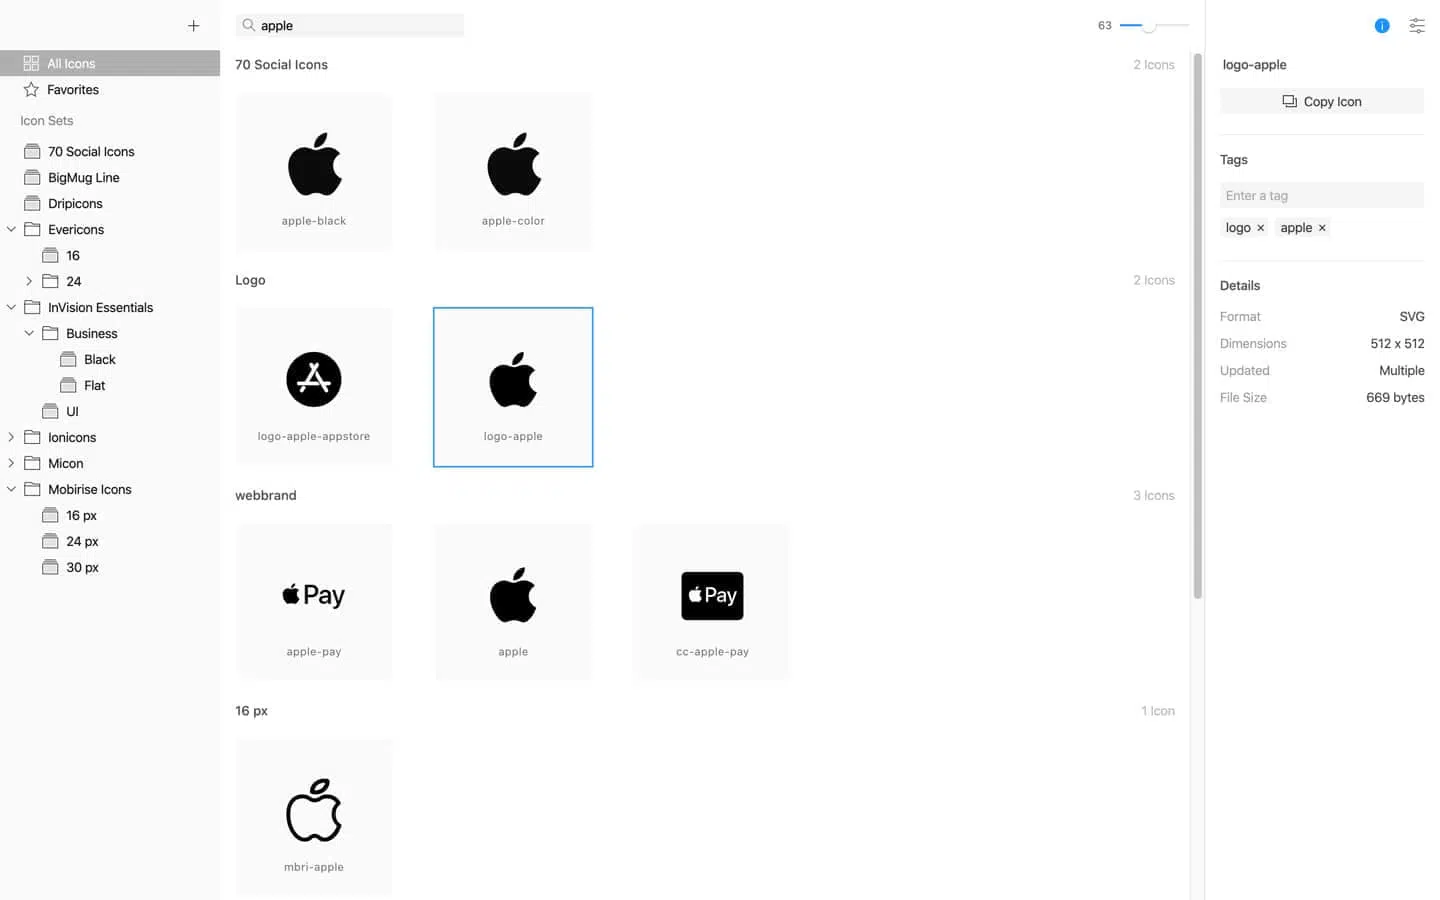 apple
63
All Icons
Favorites
Icon Sets
70 Social Icons
BigMug Line
Dripicons
Evericons
16
24
InVision Essentials
Business
Black
Flat
UI
Ionicons
Micon
Mobirise Icons
16 px
24 px
30 px
70 Social Icons 2 Icons
apple-black apple-color
Logo 2 Icons
logo-apple-appstore logo-apple
webbrand 3 Icons
Pay Pay
apple-pay apple cc-apple-pay
16 px 1 Icon
mbri-apple
logo-apple
Copy Icon
Tags
Enter a tag
logo × apple ×
Details
Format SVG
Dimensions 512 x 512
Updated Multiple
File Size 669 bytes